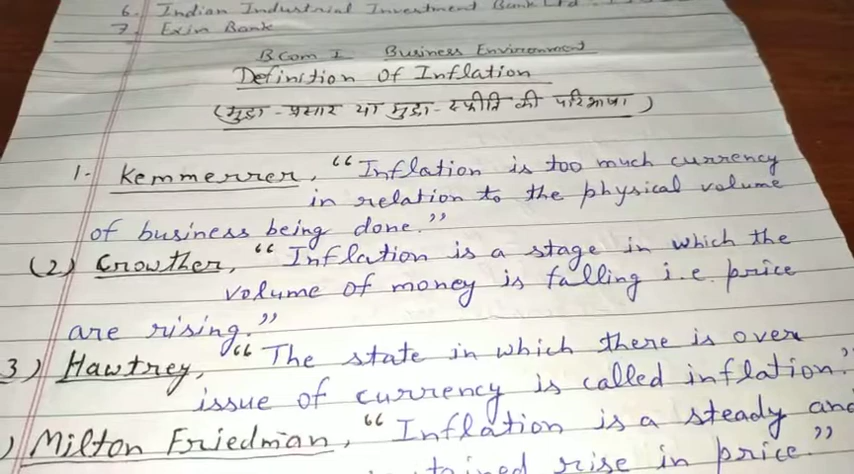 6. Indian Industrial Investment Bank Ltd.
7. Exim Bank
B.Com I Business Environment
Definition Of Inflation
(मुद्रा - प्रसार या मुद्रा - स्फीति की परिभाषा)
1- Kemmerrer, “Inflation is too much currency
in relation to the physical volume
of business being done.”
(2) Crowther, “Inflation is a stage in which the
volume of money is falling i.e. price
are rising.”
3) Hawtrey, “The state in which there is over
issue of currency is called inflation.”
) Milton Friedman, “Inflation is a steady and
tained rise in price.”